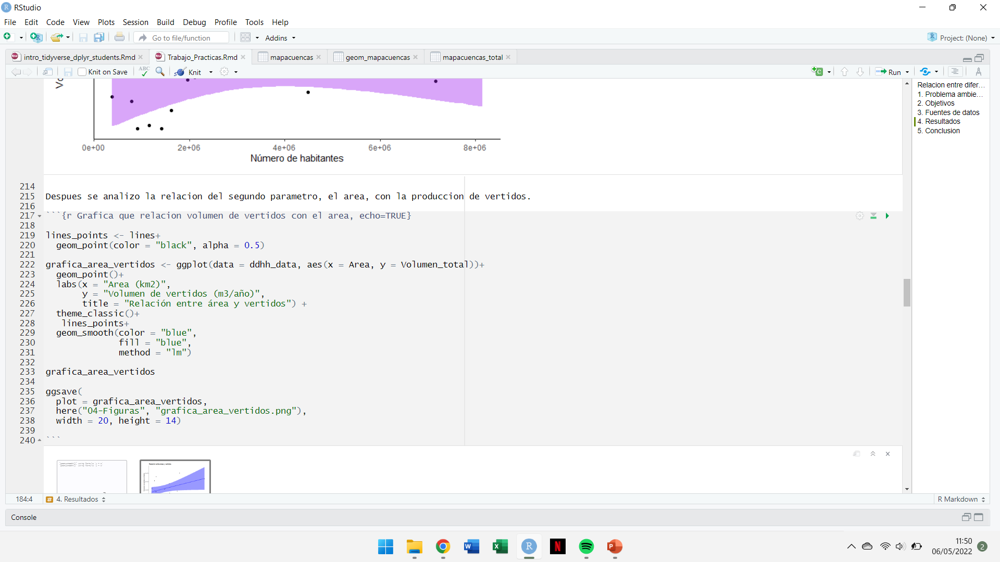 RStudio
File Edit Code View Plots Session Build Debug Profile Tools Help
Go to file/function Addins Project: (None)
intro_tidyverse_dplyr_students.Rmd Trabajo_Practicas.Rmd mapacuencas geom_mapacuencas mapacuencas_total
Knit on Save ABC Knit Run
Relacion entre difer...
1. Problema ambie...
2. Objetivos
3. Fuentes de datos
4. Resultados
5. Conclusion
Vo
0e+00 2e+06 4e+06 6e+06 8e+06
Número de habitantes
214
215 Despues se analizo la relacion del segundo parametro, el area, con la produccion de vertidos.
216
217 ```{r Grafica que relacion volumen de vertidos con el area, echo=TRUE}
218
219 lines_points <- lines+
220 geom_point(color = "black", alpha = 0.5)
221
222 grafica_area_vertidos <- ggplot(data = ddhh_data, aes(x = Area, y = Volumen_total))+
223 geom_point()+
224 labs(x = "Area (km2)",
225 y = "Volumen de vertidos (m3/año)",
226 title = "Relación entre área y vertidos") +
227 theme_classic()+
228 lines_points+
229 geom_smooth(color = "blue",
230 fill = "blue",
231 method = "lm")
232
233 grafica_area_vertidos
234
235 ggsave(
236 plot = grafica_area_vertidos,
237 here("04-Figuras", "grafica_area_vertidos.png"),
238 width = 20, height = 14)
239
240 ```
184:4 # 4. Resultados R Markdown
Console
11:50
06/05/2022 2